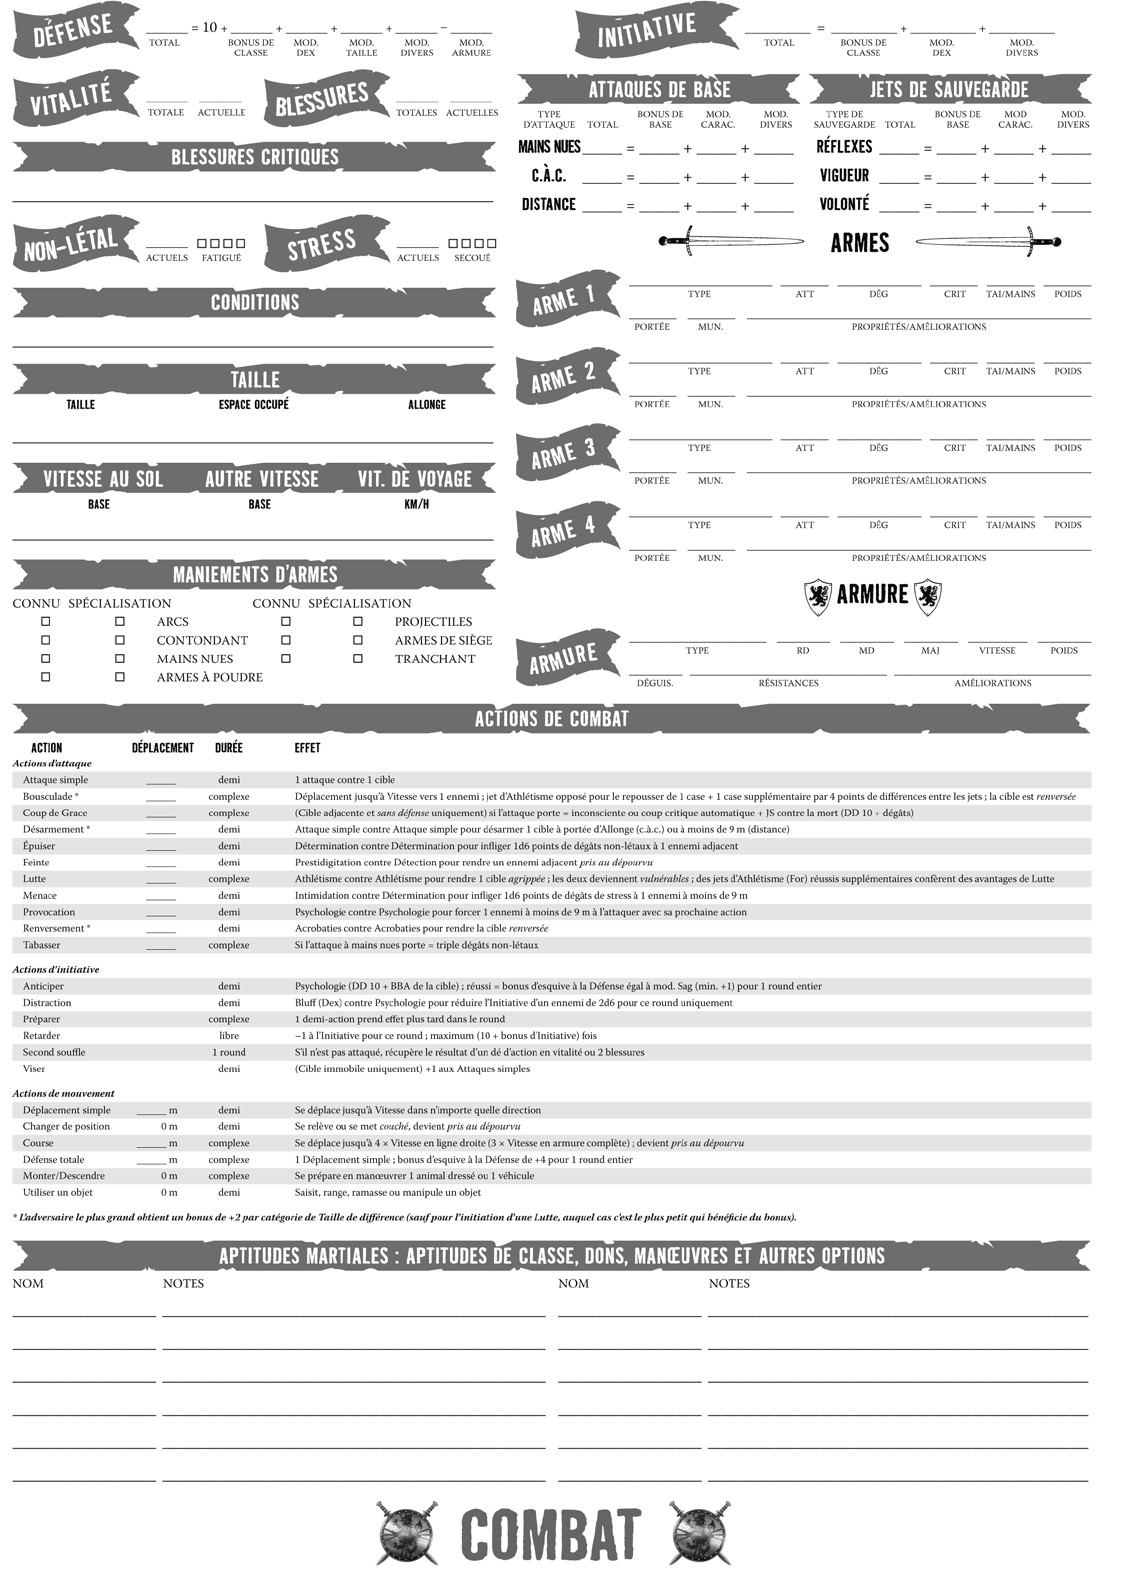 DÉFENSE = 10 + + + + −
TOTAL BONUS DE CLASSE MOD. DEX MOD. TAILLE MOD. DIVERS MOD. ARMURE
INITIATIVE = + +
TOTAL BONUS DE CLASSE MOD. DEX MOD. DIVERS
VITALITÉ
TOTALE ACTUELLE
BLESSURES
TOTALES ACTUELLES
BLESSURES CRITIQUES
NON-LÉTAL
ACTUELS FATIGUÉ
STRESS
ACTUELS SECOUÉ
CONDITIONS
TAILLE
TAILLE ESPACE OCCUPÉ ALLONGE
VITESSE AU SOL AUTRE VITESSE VIT. DE VOYAGE
BASE BASE KM/H
MANIEMENTS D'ARMES
CONNU SPÉCIALISATION CONNU SPÉCIALISATION
□ □ ARCS □ □ PROJECTILES
□ □ CONTONDANT □ □ ARMES DE SIÈGE
□ □ MAINS NUES □ □ TRANCHANT
□ □ ARMES À POUDRE
ATTAQUES DE BASE
TYPE D'ATTAQUE TOTAL BONUS DE BASE MOD. CARAC. MOD. DIVERS
MAINS NUES = + +
C.À.C. = + +
DISTANCE = + +
JETS DE SAUVEGARDE
TYPE DE SAUVEGARDE TOTAL BONUS DE BASE MOD CARAC. MOD. DIVERS
RÉFLEXES = + +
VIGUEUR = + +
VOLONTÉ = + +
ARMES
ARME 1
TYPE ATT DÉG CRIT TAI/MAINS POIDS
PORTÉE MUN. PROPRIÉTÉS/AMÉLIORATIONS
ARME 2
TYPE ATT DÉG CRIT TAI/MAINS POIDS
PORTÉE MUN. PROPRIÉTÉS/AMÉLIORATIONS
ARME 3
TYPE ATT DÉG CRIT TAI/MAINS POIDS
PORTÉE MUN. PROPRIÉTÉS/AMÉLIORATIONS
ARME 4
TYPE ATT DÉG CRIT TAI/MAINS POIDS
PORTÉE MUN. PROPRIÉTÉS/AMÉLIORATIONS
ARMURE
ARMURE
TYPE RD MD MAJ VITESSE POIDS
DÉGUIS. RÉSISTANCES AMÉLIORATIONS
ACTIONS DE COMBAT
ACTION DÉPLACEMENT DURÉE EFFET
Actions d'attaque
Attaque simple demi 1 attaque contre 1 cible
Bousculade * complexe Déplacement jusqu'à Vitesse vers 1 ennemi ; jet d'Athlétisme opposé pour le repousser de 1 case + 1 case supplémentaire par 4 points de différences entre les jets ; la cible est renversée
Coup de Grace complexe (Cible adjacente et sans défense uniquement) si l'attaque porte = inconsciente ou coup critique automatique + JS contre la mort (DD 10 + dégâts)
Désarmement * demi Attaque simple contre Attaque simple pour désarmer 1 cible à portée d'Allonge (c.à.c.) ou à moins de 9 m (distance)
Épuiser demi Détermination contre Détermination pour infliger 1d6 points de dégâts non-létaux à 1 ennemi adjacent
Feinte demi Prestidigitation contre Détection pour rendre un ennemi adjacent pris au dépourvu
Lutte complexe Athlétisme contre Athlétisme pour rendre 1 cible agrippée ; les deux deviennent vulnérables ; des jets d'Athlétisme (For) réussis supplémentaires confèrent des avantages de Lutte
Menace demi Intimidation contre Détermination pour infliger 1d6 points de dégâts de stress à 1 ennemi à moins de 9 m
Provocation demi Psychologie contre Psychologie pour forcer 1 ennemi à moins de 9 m à l'attaquer avec sa prochaine action
Renversement * demi Acrobaties contre Acrobaties pour rendre la cible renversée
Tabasser complexe Si l'attaque à mains nues porte = triple dégâts non-létaux
Actions d'initiative
Anticiper demi Psychologie (DD 10 + BBA de la cible) ; réussi = bonus d'esquive à la Défense égal à mod. Sag (min. +1) pour 1 round entier
Distraction demi Bluff (Dex) contre Psychologie pour réduire l'Initiative d'un ennemi de 2d6 pour ce round uniquement
Préparer complexe 1 demi-action prend effet plus tard dans le round
Retarder libre −1 à l'Initiative pour ce round ; maximum (10 + bonus d'Initiative) fois
Second souffle 1 round S'il n'est pas attaqué, récupère le résultat d'un dé d'action en vitalité ou 2 blessures
Viser demi (Cible immobile uniquement) +1 aux Attaques simples
Actions de mouvement
Déplacement simple m demi Se déplace jusqu'à Vitesse dans n'importe quelle direction
Changer de position 0 m demi Se relève ou se met couché, devient pris au dépourvu
Course m complexe Se déplace jusqu'à 4 × Vitesse en ligne droite (3 × Vitesse en armure complète) ; devient pris au dépourvu
Défense totale m complexe 1 Déplacement simple ; bonus d'esquive à la Défense de +4 pour 1 round entier
Monter/Descendre 0 m complexe Se prépare en manœuvrer 1 animal dressé ou 1 véhicule
Utiliser un objet 0 m demi Saisit, range, ramasse ou manipule un objet
* L'adversaire le plus grand obtient un bonus de +2 par catégorie de Taille de différence (sauf pour l'initiation d'une Lutte, auquel cas c'est le plus petit qui bénéficie du bonus).
APTITUDES MARTIALES : APTITUDES DE CLASSE, DONS, MANŒUVRES ET AUTRES OPTIONS
NOM NOTES NOM NOTES
COMBAT